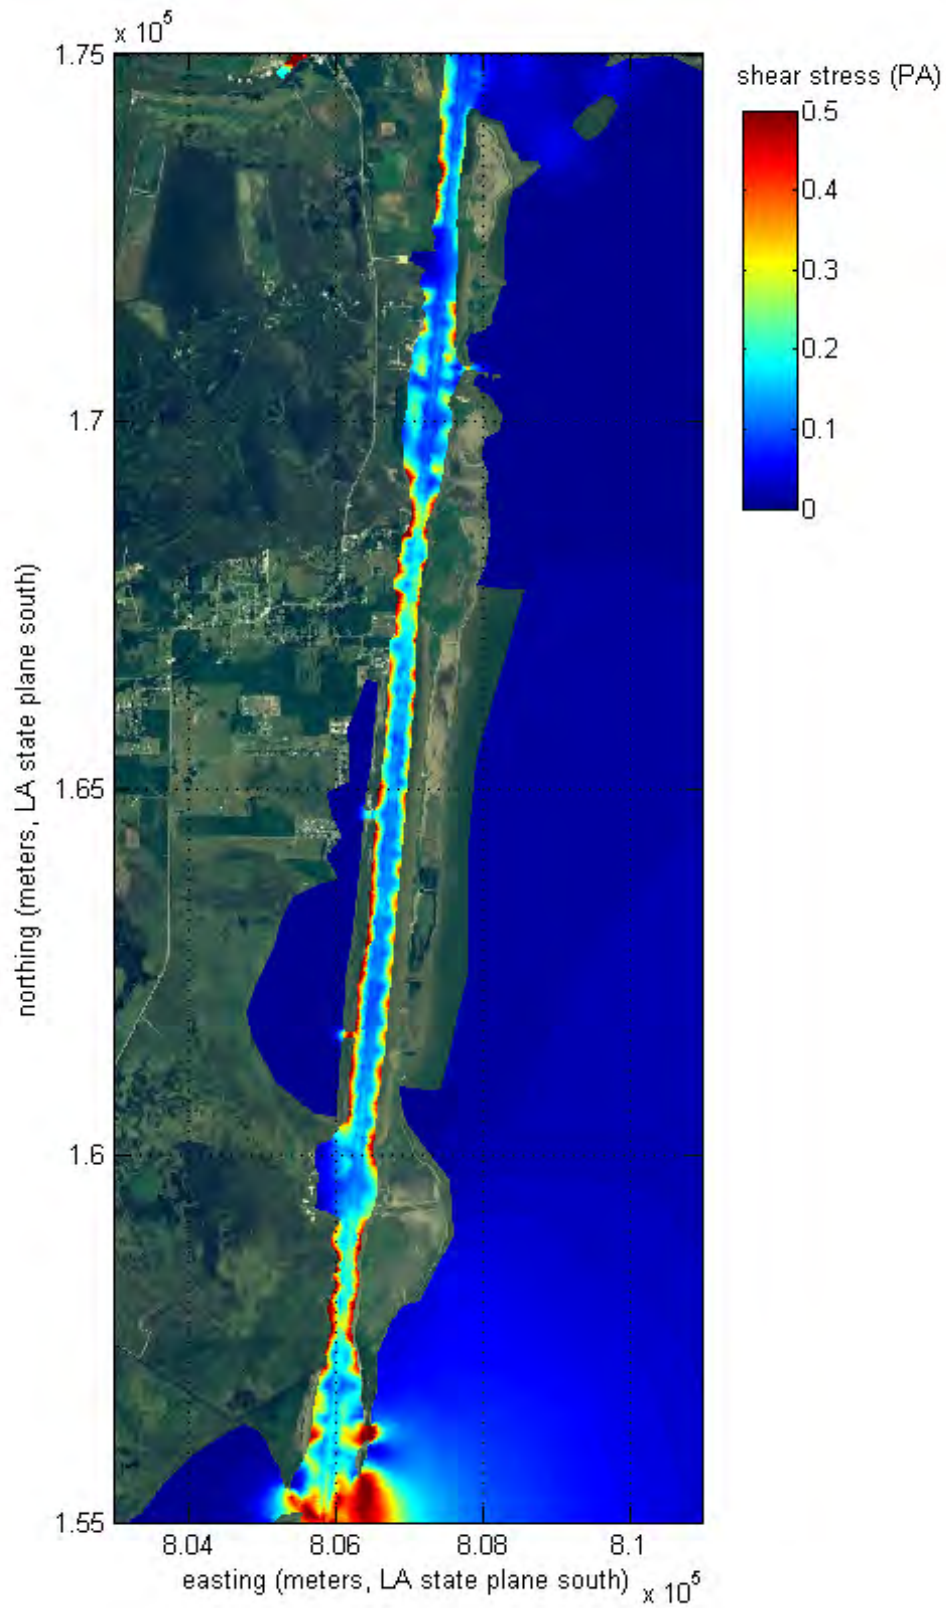 x 10^5
1.75
shear stress (PA)
0.5
0.4
0.3
0.2
0.1
0
1.7
1.65
1.6
1.55
northing (meters, LA state plane south)
8.04 8.06 8.08 8.1
easting (meters, LA state plane south) x 10^5